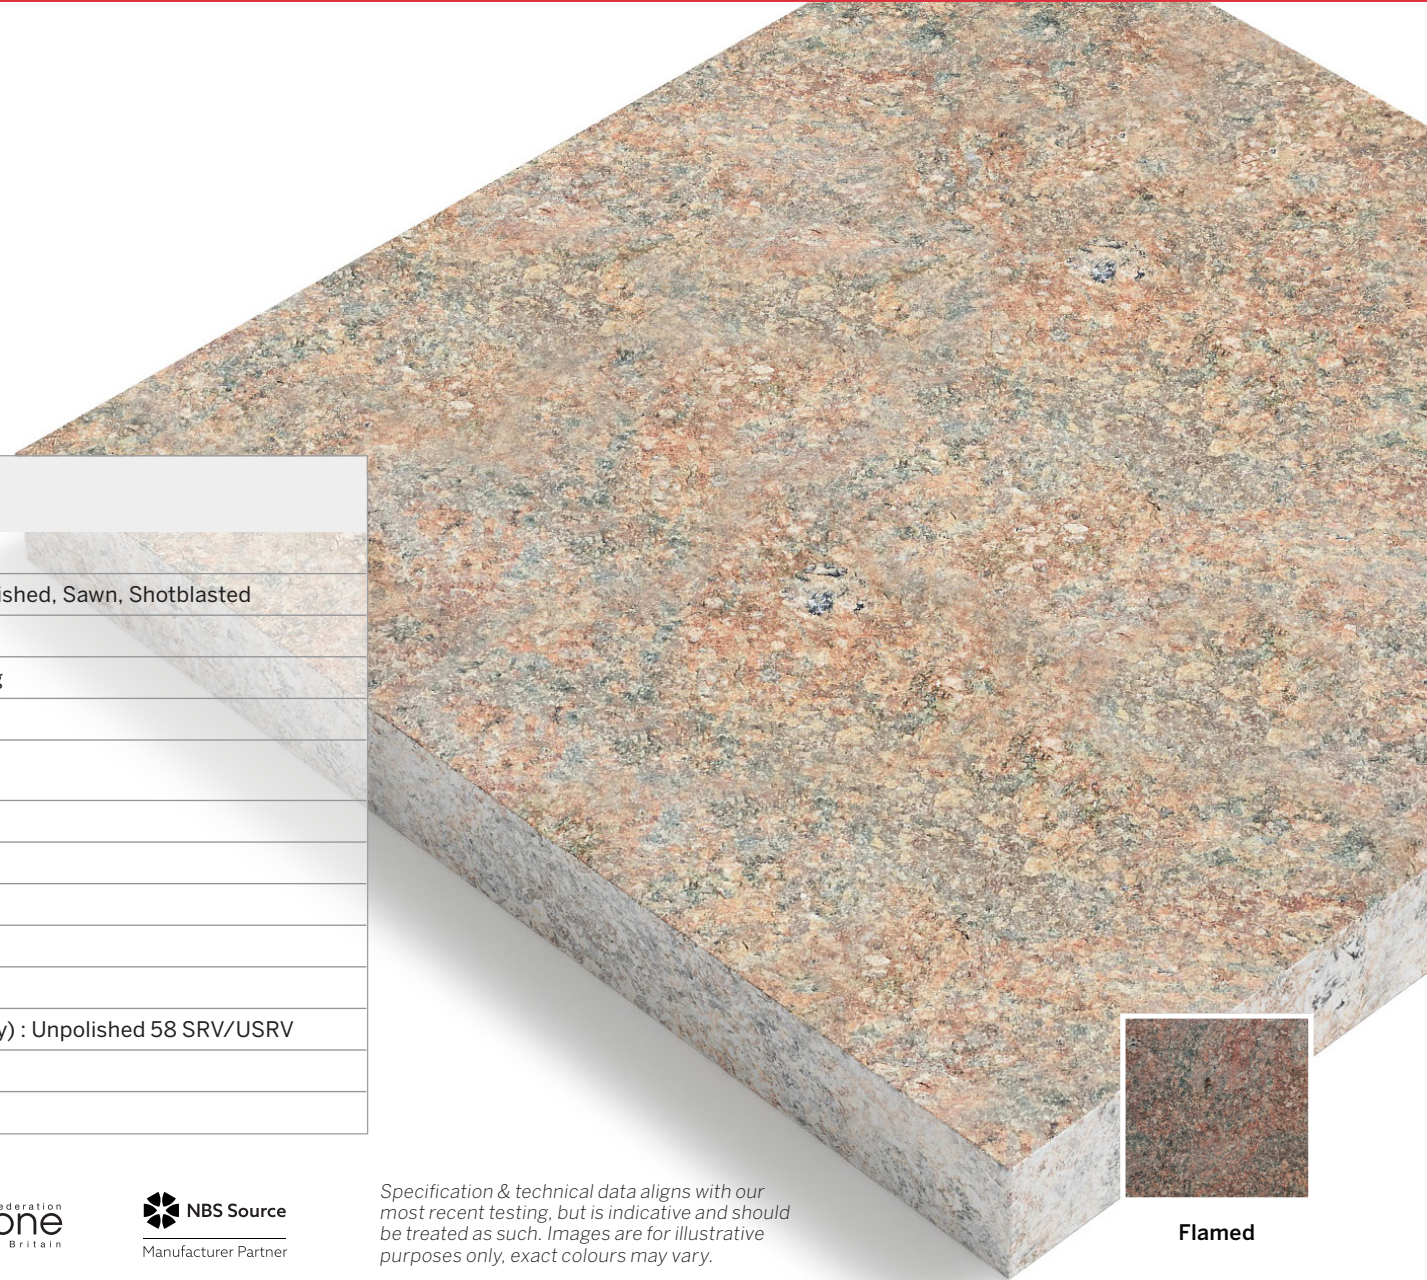 ished, Sawn, Shotblasted
g
y) : Unpolished 58 SRV/USRV
ederation
one
Britain
NBS Source
Manufacturer Partner
Specification & technical data aligns with our
most recent testing, but is indicative and should
be treated as such. Images are for illustrative
purposes only, exact colours may vary.
Flamed